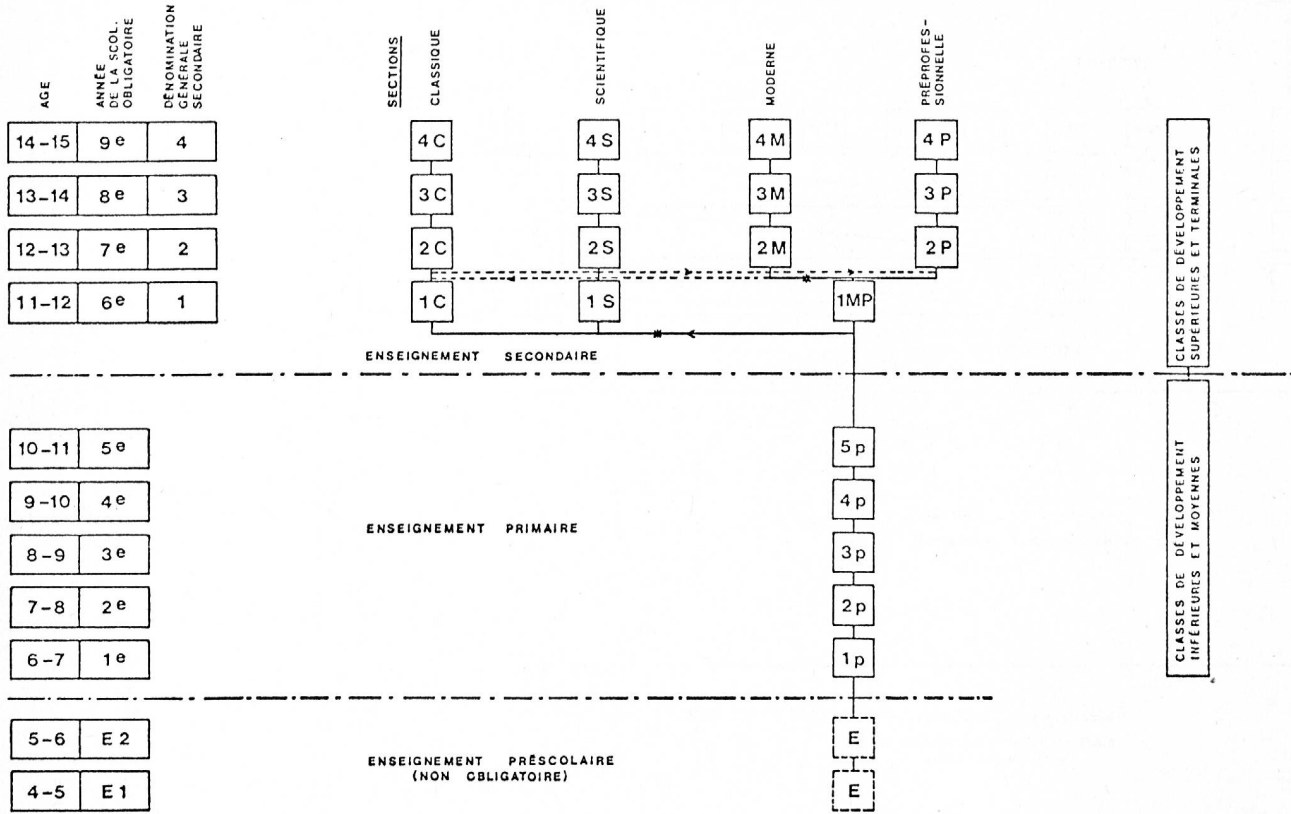 AGE
ANNÉE
DE LA SCOL.
OBLIGATOIRE
DÉNOMINATION
GÉNÉRALE
SECONDAIRE
SECTIONS
CLASSIQUE
SCIENTIFIQUE
MODERNE
PRÉPROFES-
SIONNELLE
14-15 9e 4 4C 4S 4M 4P
13-14 8e 3 3C 3S 3M 3P
12-13 7e 2 2C 2S 2M 2P
11-12 6e 1 1C 1S 1MP
ENSEIGNEMENT SECONDAIRE
CLASSES DE DÉVELOPPEMENT
SUPÉRIEURES ET TERMINALES
10-11 5e 5p
9-10 4e 4p
ENSEIGNEMENT PRIMAIRE
8-9 3e 3p
7-8 2e 2p
6-7 1e 1p
CLASSES DE DÉVELOPPEMENT
INFÉRIEURES ET MOYENNES
5-6 E2 E
ENSEIGNEMENT PRÉSCOLAIRE
(NON OBLIGATOIRE)
4-5 E1 E